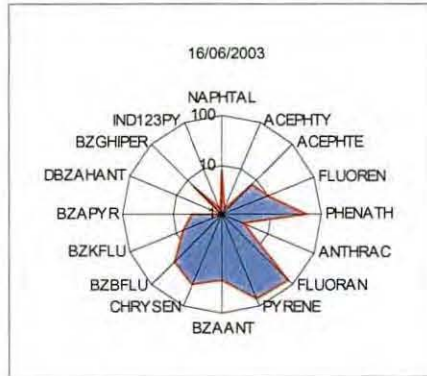 16/06/2003
NAPHTAL
100
IND123PY
ACEPHTY
BZGHIPER
ACEPHTE
10
DBZAHANT
FLUOREN
BZAPYR
1
PHENATH
BZKFLU
ANTHRAC
BZBFLU
FLUORAN
CHRYSEN
PYRENE
BZAANT